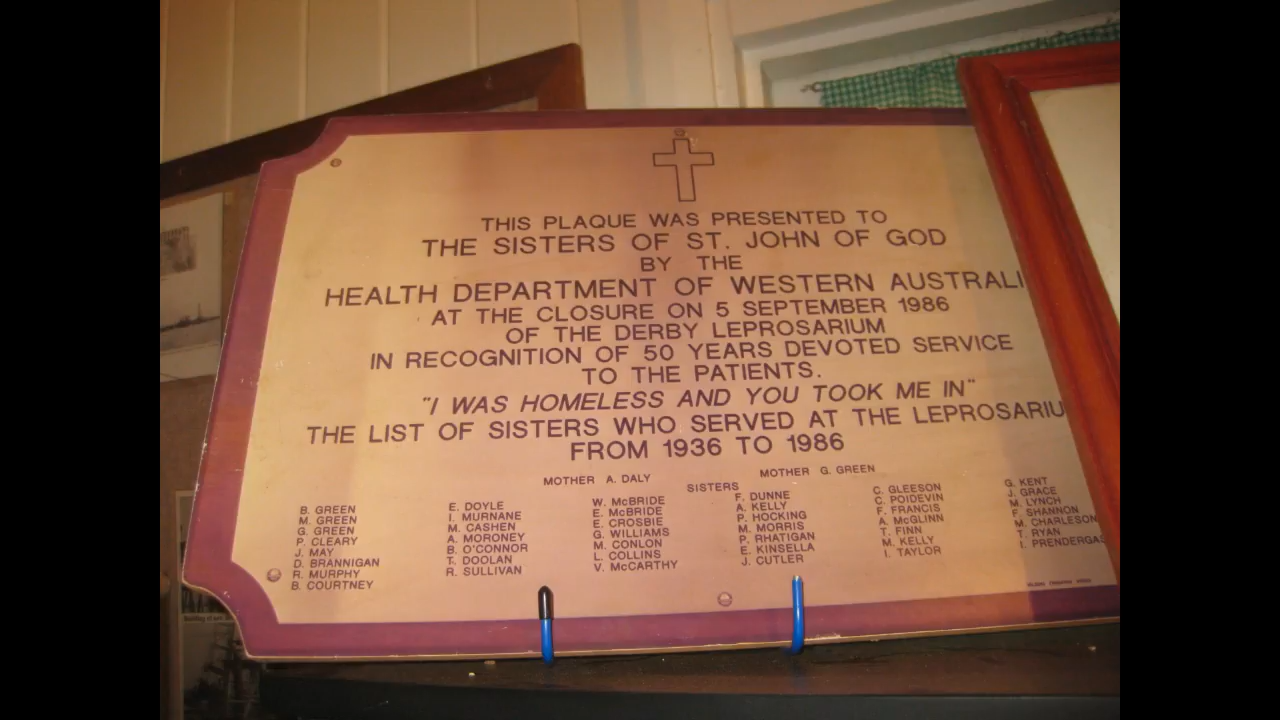 THIS PLAQUE WAS PRESENTED TO
THE SISTERS OF ST. JOHN OF GOD
BY THE
HEALTH DEPARTMENT OF WESTERN AUSTRALI
AT THE CLOSURE ON 5 SEPTEMBER 1986
OF THE DERBY LEPROSARIUM
IN RECOGNITION OF 50 YEARS DEVOTED SERVICE
TO THE PATIENTS.
"I WAS HOMELESS AND YOU TOOK ME IN"
THE LIST OF SISTERS WHO SERVED AT THE LEPROSARIU
FROM 1936 TO 1986
MOTHER A. DALY MOTHER G. GREEN
SISTERS
B. GREEN
M. GREEN
G. GREEN
P. CLEARY
J. MAY
D. BRANNIGAN
R. MURPHY
B. COURTNEY
E. DOYLE
I. MURNANE
M. CASHEN
A. MORONEY
B. O'CONNOR
T. DOOLAN
R. SULLIVAN
W. McBRIDE
E. McBRIDE
E. CROSBIE
G. WILLIAMS
M. CONLON
L. COLLINS
V. McCARTHY
F. DUNNE
A. KELLY
P. HOCKING
M. MORRIS
P. RHATIGAN
E. KINSELLA
J. CUTLER
C. GLEESON
C. POIDEVIN
F. FRANCIS
A. McGLINN
T. FINN
M. KELLY
I. TAYLOR
G. KENT
J. GRACE
M. LYNCH
F. SHANNON
M. CHARLESON
T. RYAN
I. PRENDERGAS